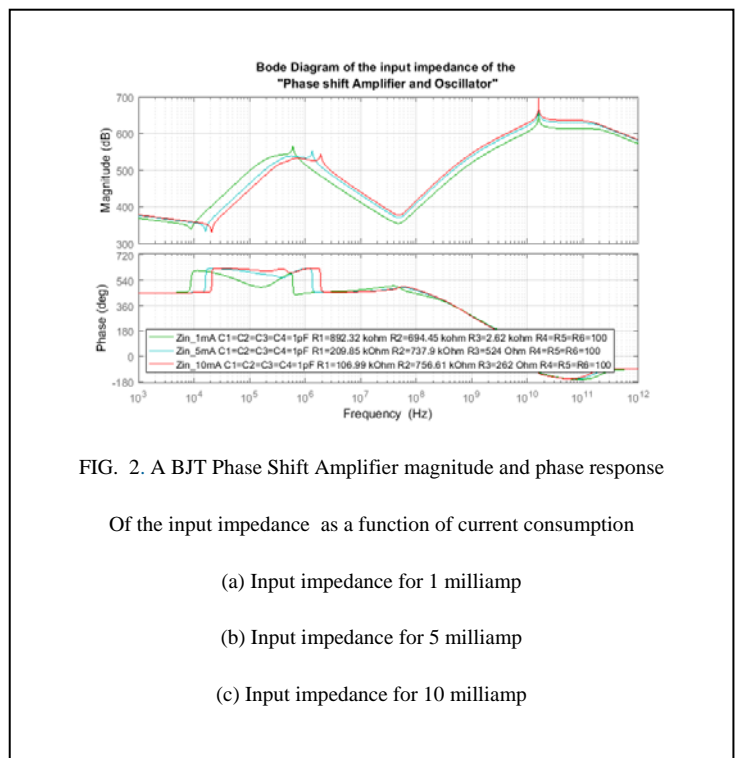 Bode Diagram of the input impedance of the
"Phase shift Amplifier and Oscillator"
700
600
500
400
300
Magnitude (dB)
720
540
360
180
0
-180
Phase (deg)
Zin_1mA C1=C2=C3=C4=1pF R1=892.32 kohm R2=694.45 kohm R3=2.62 kohm R4=R5=R6=100
Zin_5mA C1=C2=C3=C4=1pF R1=209.85 kOhm R2=737.9 kOhm R3=524 Ohm R4=R5=R6=100
Zin_10mA C1=C2=C3=C4=1pF R1=106.99 kOhm R2=756.61 kOhm R3=262 Ohm R4=R5=R6=100
10³ 10⁴ 10⁵ 10⁶ 10⁷ 10⁸ 10⁹ 10¹⁰ 10¹¹ 10¹²
Frequency (Hz)
FIG. 2. A BJT Phase Shift Amplifier magnitude and phase response
Of the input impedance as a function of current consumption
(a) Input impedance for 1 milliamp
(b) Input impedance for 5 milliamp
(c) Input impedance for 10 milliamp